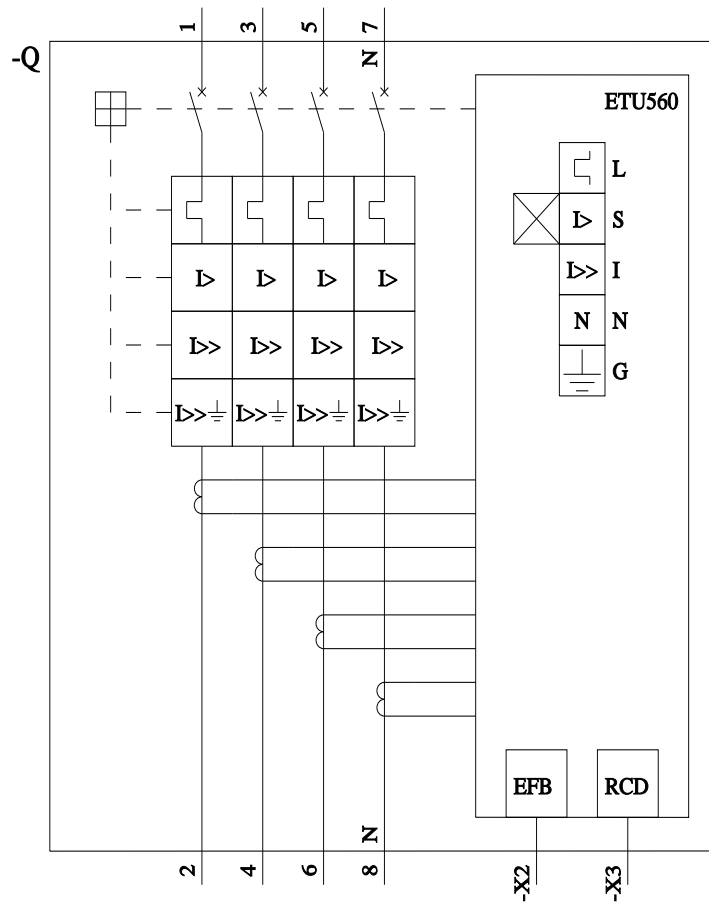 1 3 5 7
N
-Q
ETU560
L
I> S
I>> I
N N
G
I> I> I> I>
I>> I>> I>> I>>
I>> I>> I>> I>>
EFB RCD
N
2 4 6 8 -X2 -X3